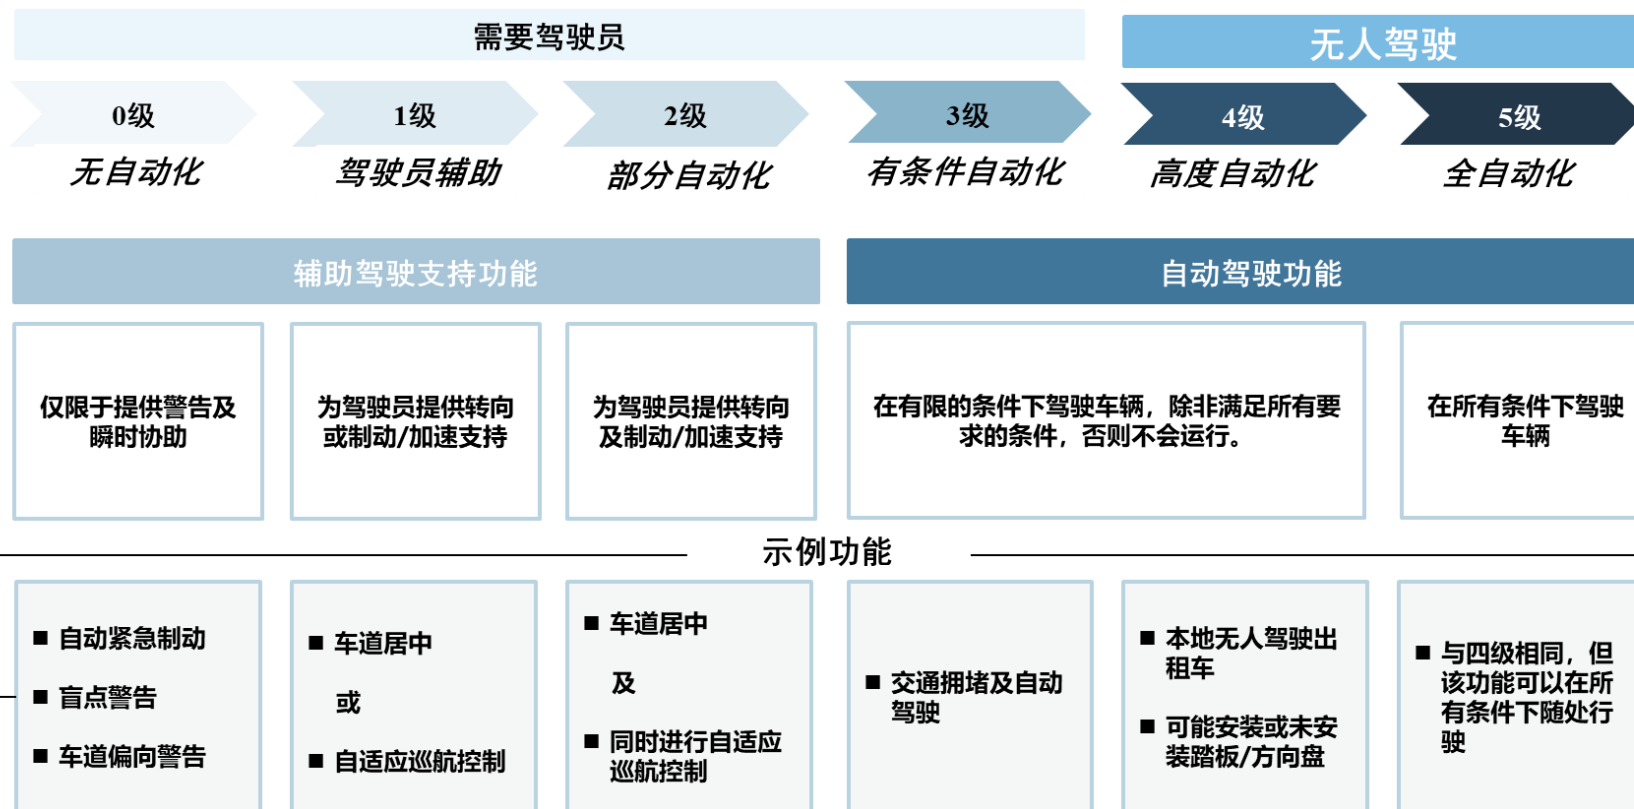 需要驾驶员
无人驾驶
0级
1级
2级
3级
4级
5级
无自动化
驾驶员辅助
部分自动化
有条件自动化
高度自动化
全自动化
辅助驾驶支持功能
自动驾驶功能
仅限于提供警告及
瞬时协助
为驾驶员提供转向
或制动/加速支持
为驾驶员提供转向
及制动/加速支持
在有限的条件下驾驶车辆，除非满足所有要
求的条件，否则不会运行。
在所有条件下驾驶
车辆
示例功能
■ 自动紧急制动
■ 盲点警告
■ 车道偏向警告
■ 车道居中
或
■ 自适应巡航控制
■ 车道居中
及
■ 同时进行自适应
巡航控制
■ 交通拥堵及自动
驾驶
■ 本地无人驾驶出
租车
■ 可能安装或未安
装踏板/方向盘
■ 与四级相同，但
该功能可以在所
有条件下随处行
驶